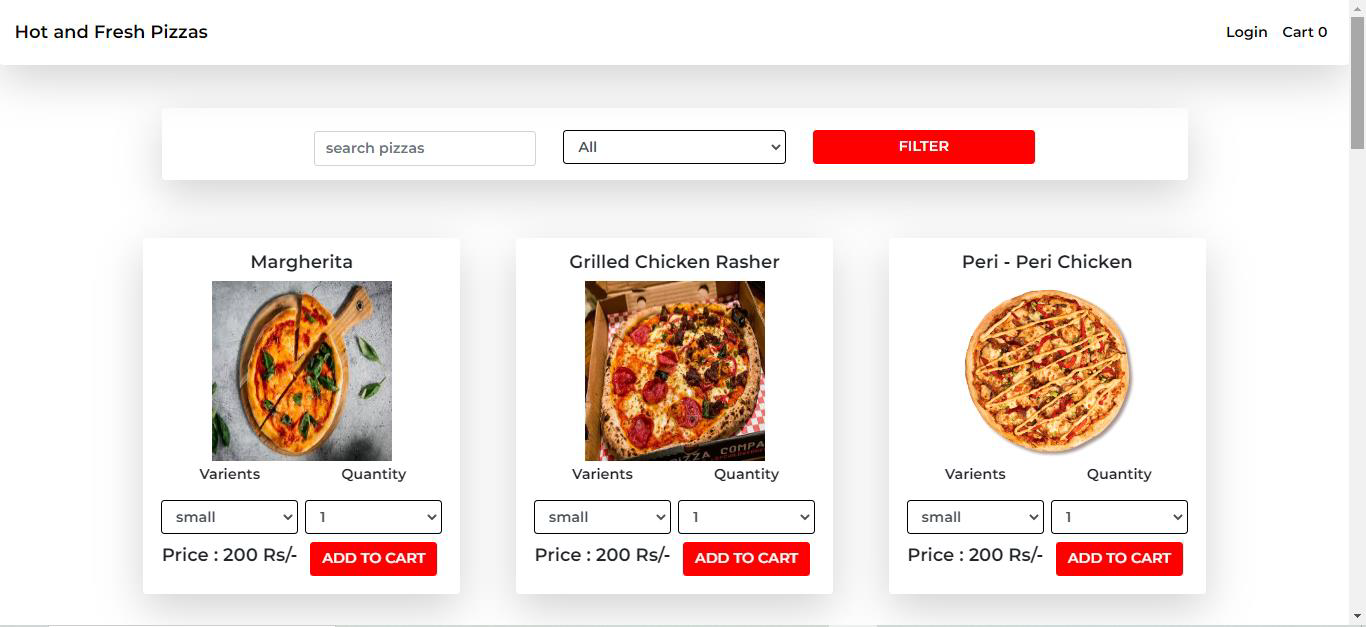 Hot and Fresh Pizzas Login Cart 0
search pizzas All FILTER
Margherita Grilled Chicken Rasher Peri - Peri Chicken
PIZZA COMPA
Varients Quantity Varients Quantity Varients Quantity
small 1 small 1 small 1
Price : 200 Rs/- ADD TO CART Price : 200 Rs/- ADD TO CART Price : 200 Rs/- ADD TO CART